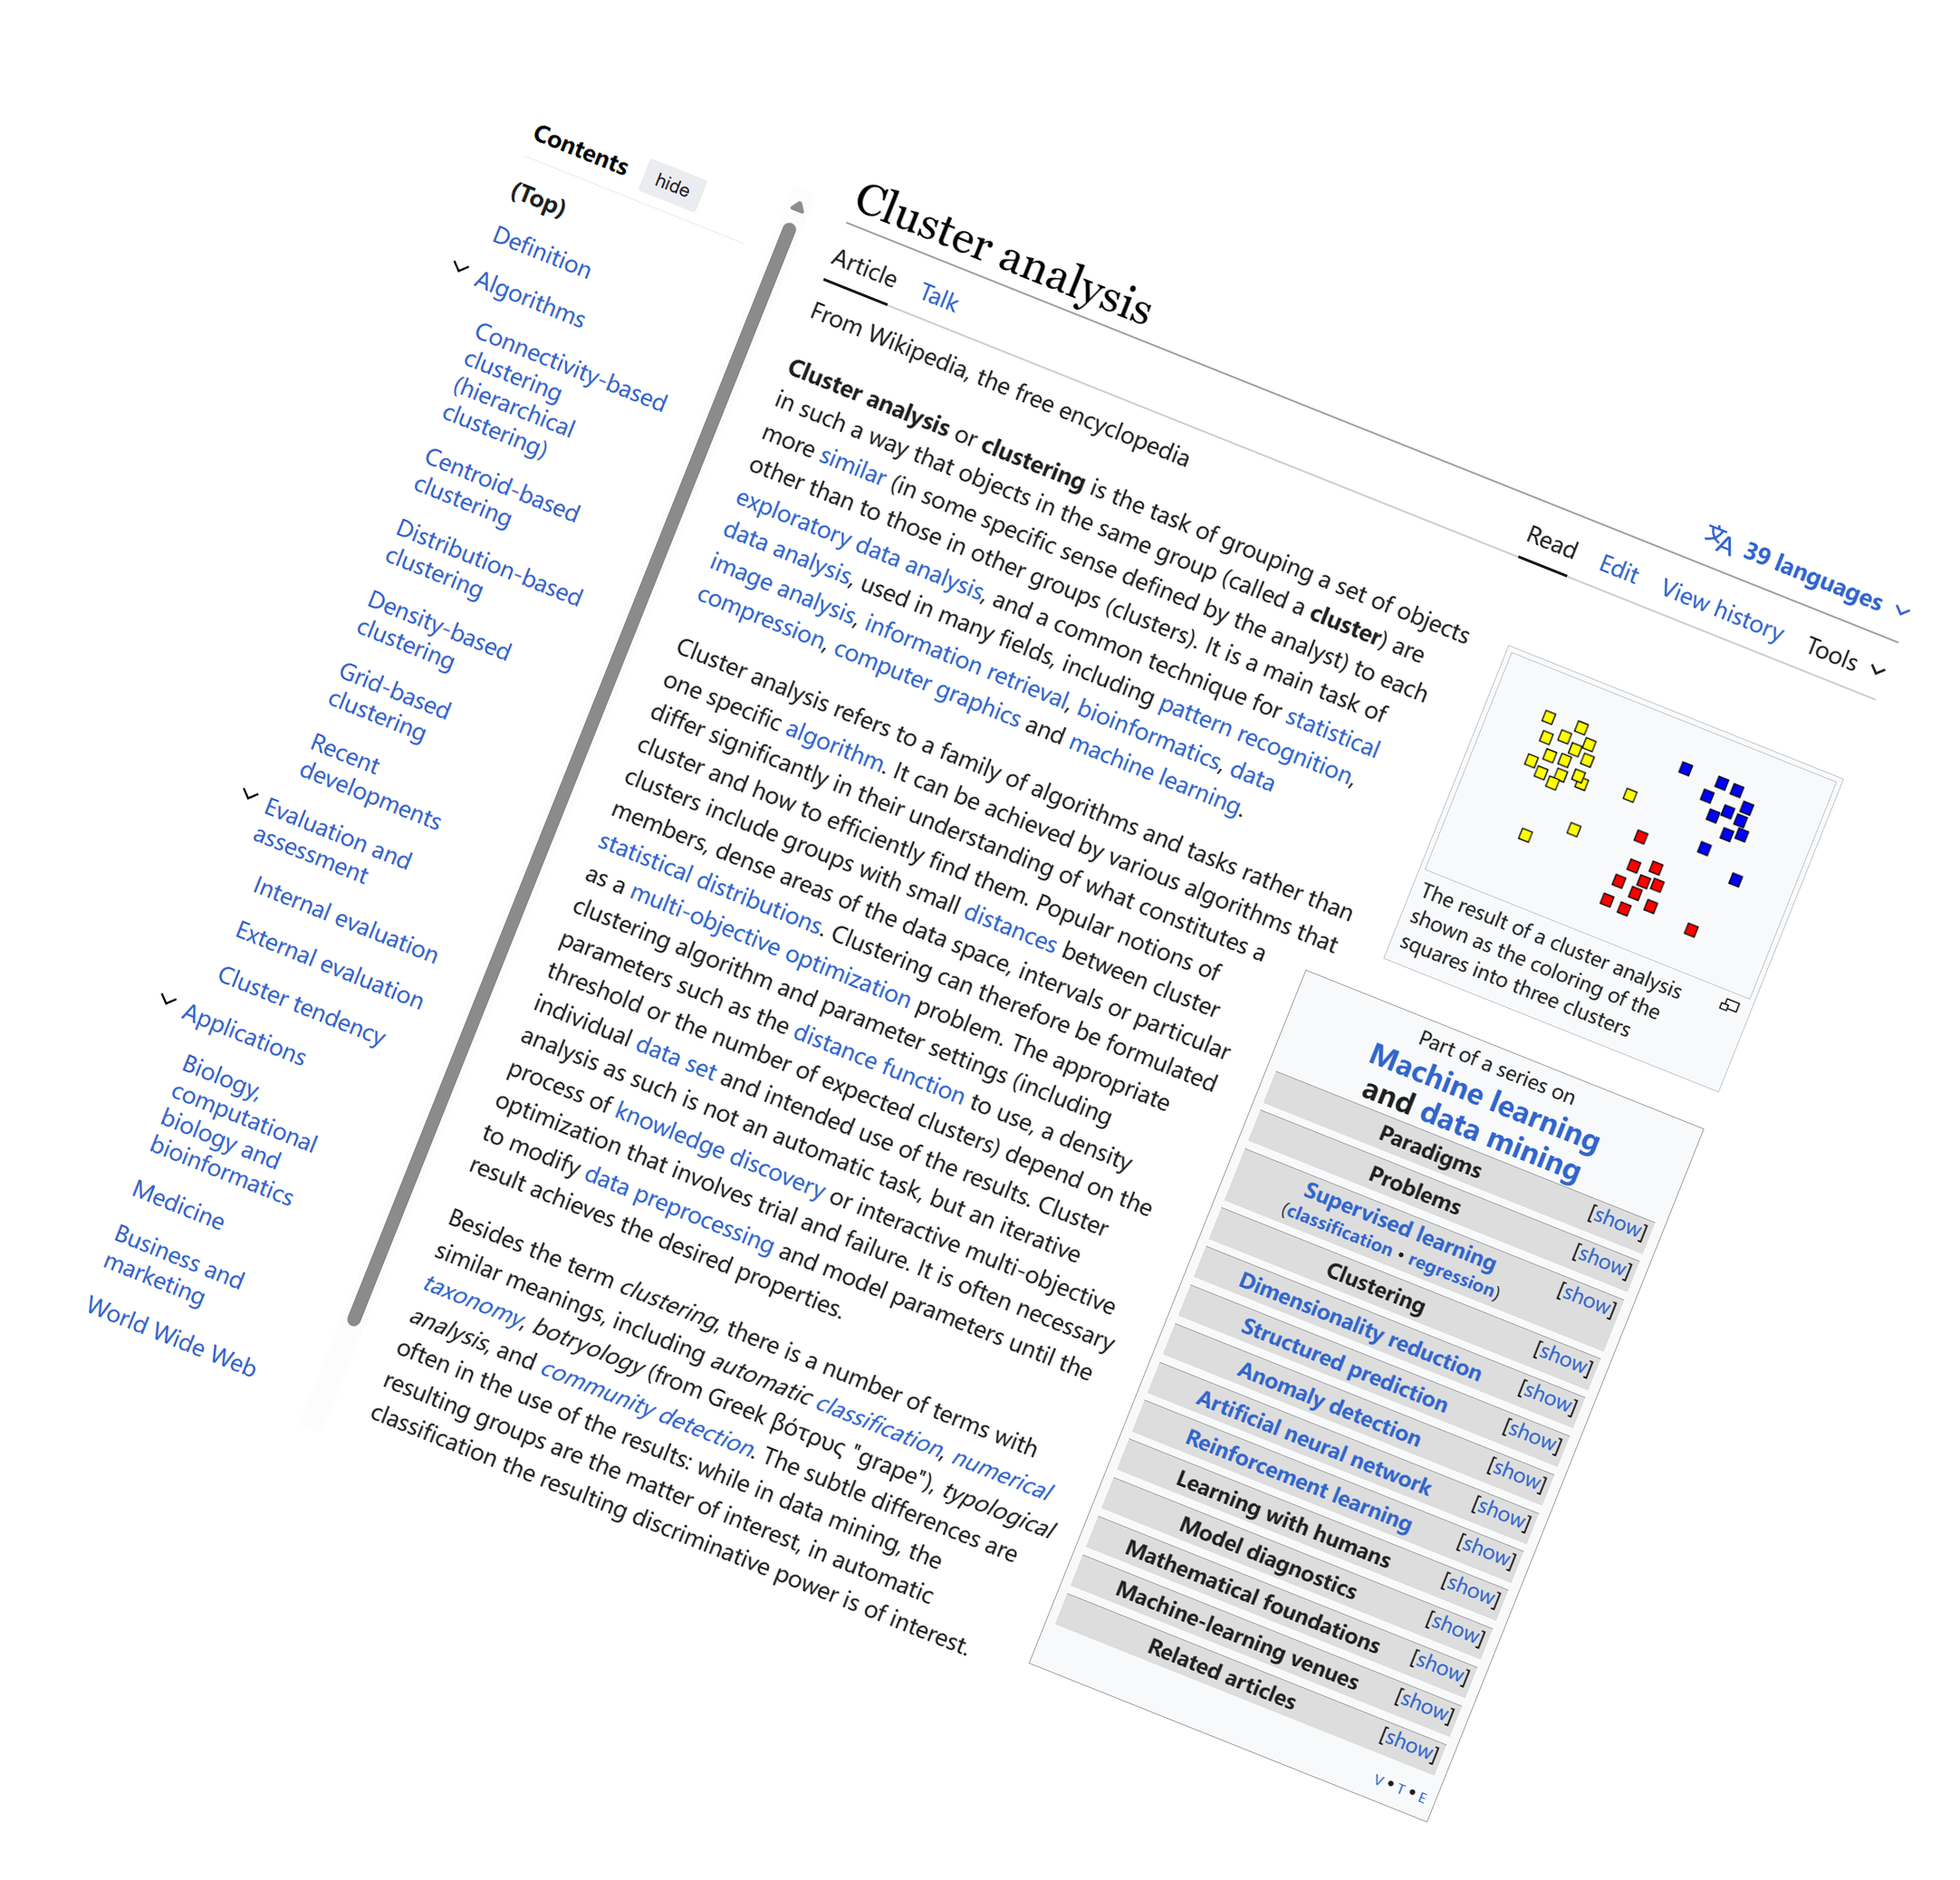 Contents hide
(Top)
Definition
Algorithms
Connectivity-based
clustering
(hierarchical
clustering)
Centroid-based
clustering
Distribution-based
clustering
Density-based
clustering
Grid-based
clustering
Recent
developments
Evaluation and
assessment
Internal evaluation
External evaluation
Cluster tendency
Applications
Biology,
computational
biology and
bioinformatics
Medicine
Business and
marketing
World Wide Web
Cluster analysis
39 languages
Article Talk
Read Edit View history Tools
From Wikipedia, the free encyclopedia
Cluster analysis or clustering is the task of grouping a set of objects
in such a way that objects in the same group (called a cluster) are
more similar (in some specific sense defined by the analyst) to each
other than to those in other groups (clusters). It is a main task of
exploratory data analysis, and a common technique for statistical
data analysis, used in many fields, including pattern recognition,
image analysis, information retrieval, bioinformatics, data
compression, computer graphics and machine learning.
Cluster analysis refers to a family of algorithms and tasks rather than
one specific algorithm. It can be achieved by various algorithms that
differ significantly in their understanding of what constitutes a
cluster and how to efficiently find them. Popular notions of
clusters include groups with small distances between cluster
members, dense areas of the data space, intervals or particular
statistical distributions. Clustering can therefore be formulated
as a multi-objective optimization problem. The appropriate
clustering algorithm and parameter settings (including
parameters such as the distance function to use, a density
threshold or the number of expected clusters) depend on the
individual data set and intended use of the results. Cluster
analysis as such is not an automatic task, but an iterative
process of knowledge discovery or interactive multi-objective
optimization that involves trial and failure. It is often necessary
to modify data preprocessing and model parameters until the
result achieves the desired properties.
Besides the term clustering, there is a number of terms with
similar meanings, including automatic classification, numerical
taxonomy, botryology (from Greek βότρυς "grape"), typological
analysis, and community detection. The subtle differences are
often in the use of the results: while in data mining, the
resulting groups are the matter of interest, in automatic
classification the resulting discriminative power is of interest.
The result of a cluster analysis
shown as the coloring of the
squares into three clusters
Part of a series on
Machine learning
and data mining
Paradigms [show]
Problems [show]
Supervised learning
(classification • regression) [show]
Clustering [show]
Dimensionality reduction [show]
Structured prediction [show]
Anomaly detection [show]
Artificial neural network [show]
Reinforcement learning [show]
Learning with humans [show]
Model diagnostics [show]
Mathematical foundations [show]
Machine-learning venues [show]
Related articles [show]
V • T • E